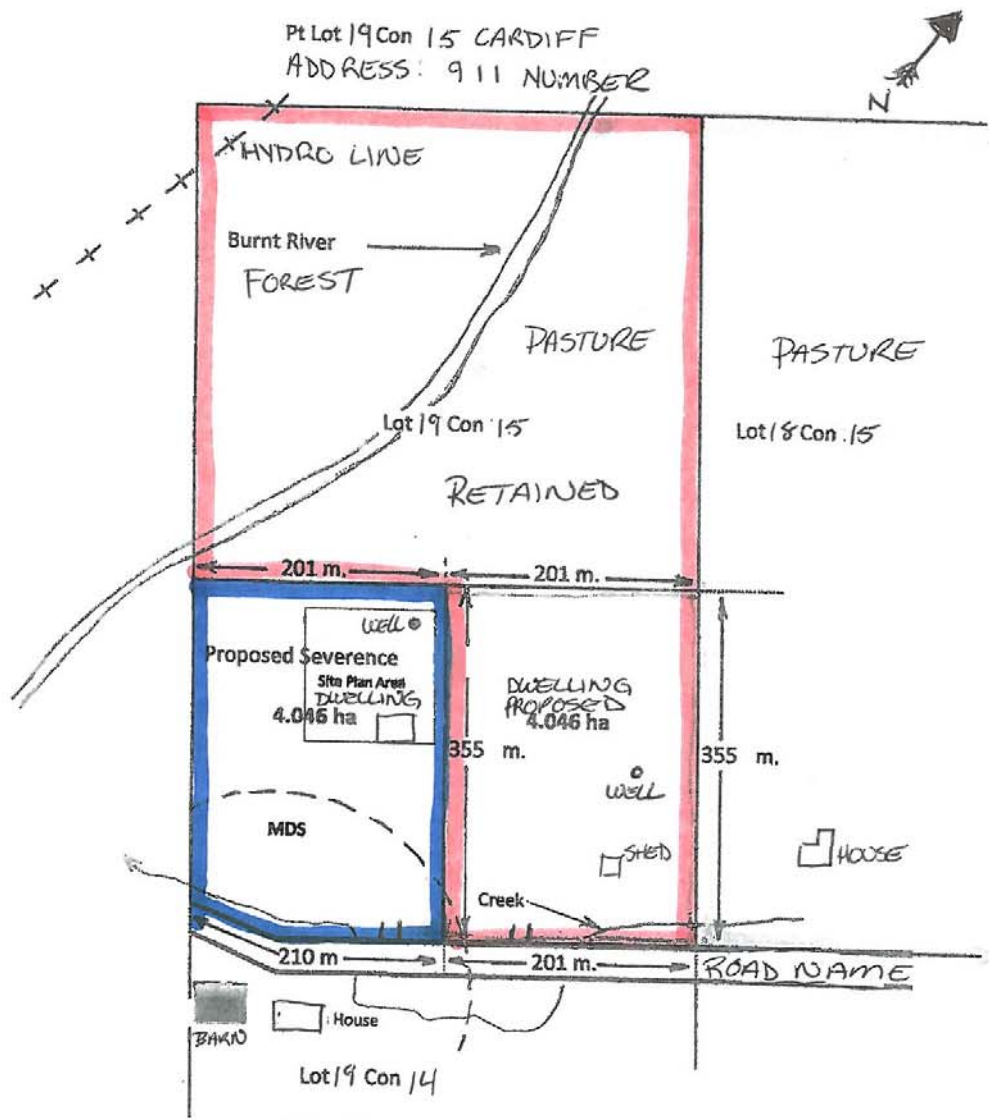 Pt Lot 19 Con 15 CARDIFF
ADDRESS: 911 NUMBER
N
HYDRO LINE
Burnt River
FOREST
PASTURE
PASTURE
Lot 19 Con 15
Lot 18 Con 15
RETAINED
201 m.
201 m.
WELL
Proposed Severence
Site Plan Area
DWELLING
4.046 ha
DWELLING
PROPOSED
4.046 ha
355 m.
355 m.
WELL
MDS
SHED
HOUSE
Creek
210 m
201 m.
ROAD NAME
House
BARN
Lot 19 Con 14